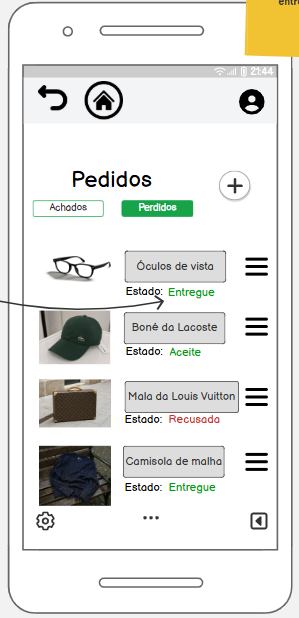 entre
21:44
Pedidos
Achados
Perdidos
Óculos de vista
Estado: Entregue
Boné da Lacoste
Estado: Aceite
Mala da Louis Vuitton
Estado: Recusada
Camisola de malha
Estado: Entregue